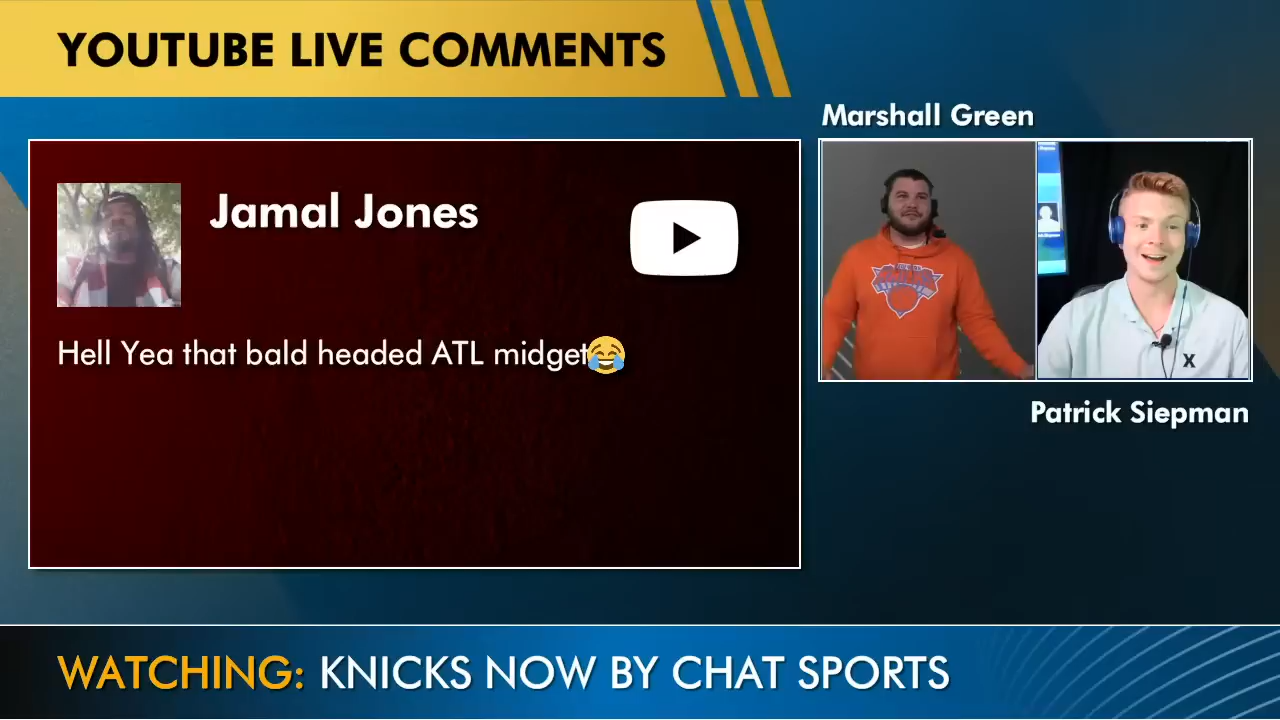 YOUTUBE LIVE COMMENTS
Marshall Green
Jamal Jones
Hell Yea that bald headed ATL midget😂
X
Patrick Siepman
WATCHING: KNICKS NOW BY CHAT SPORTS